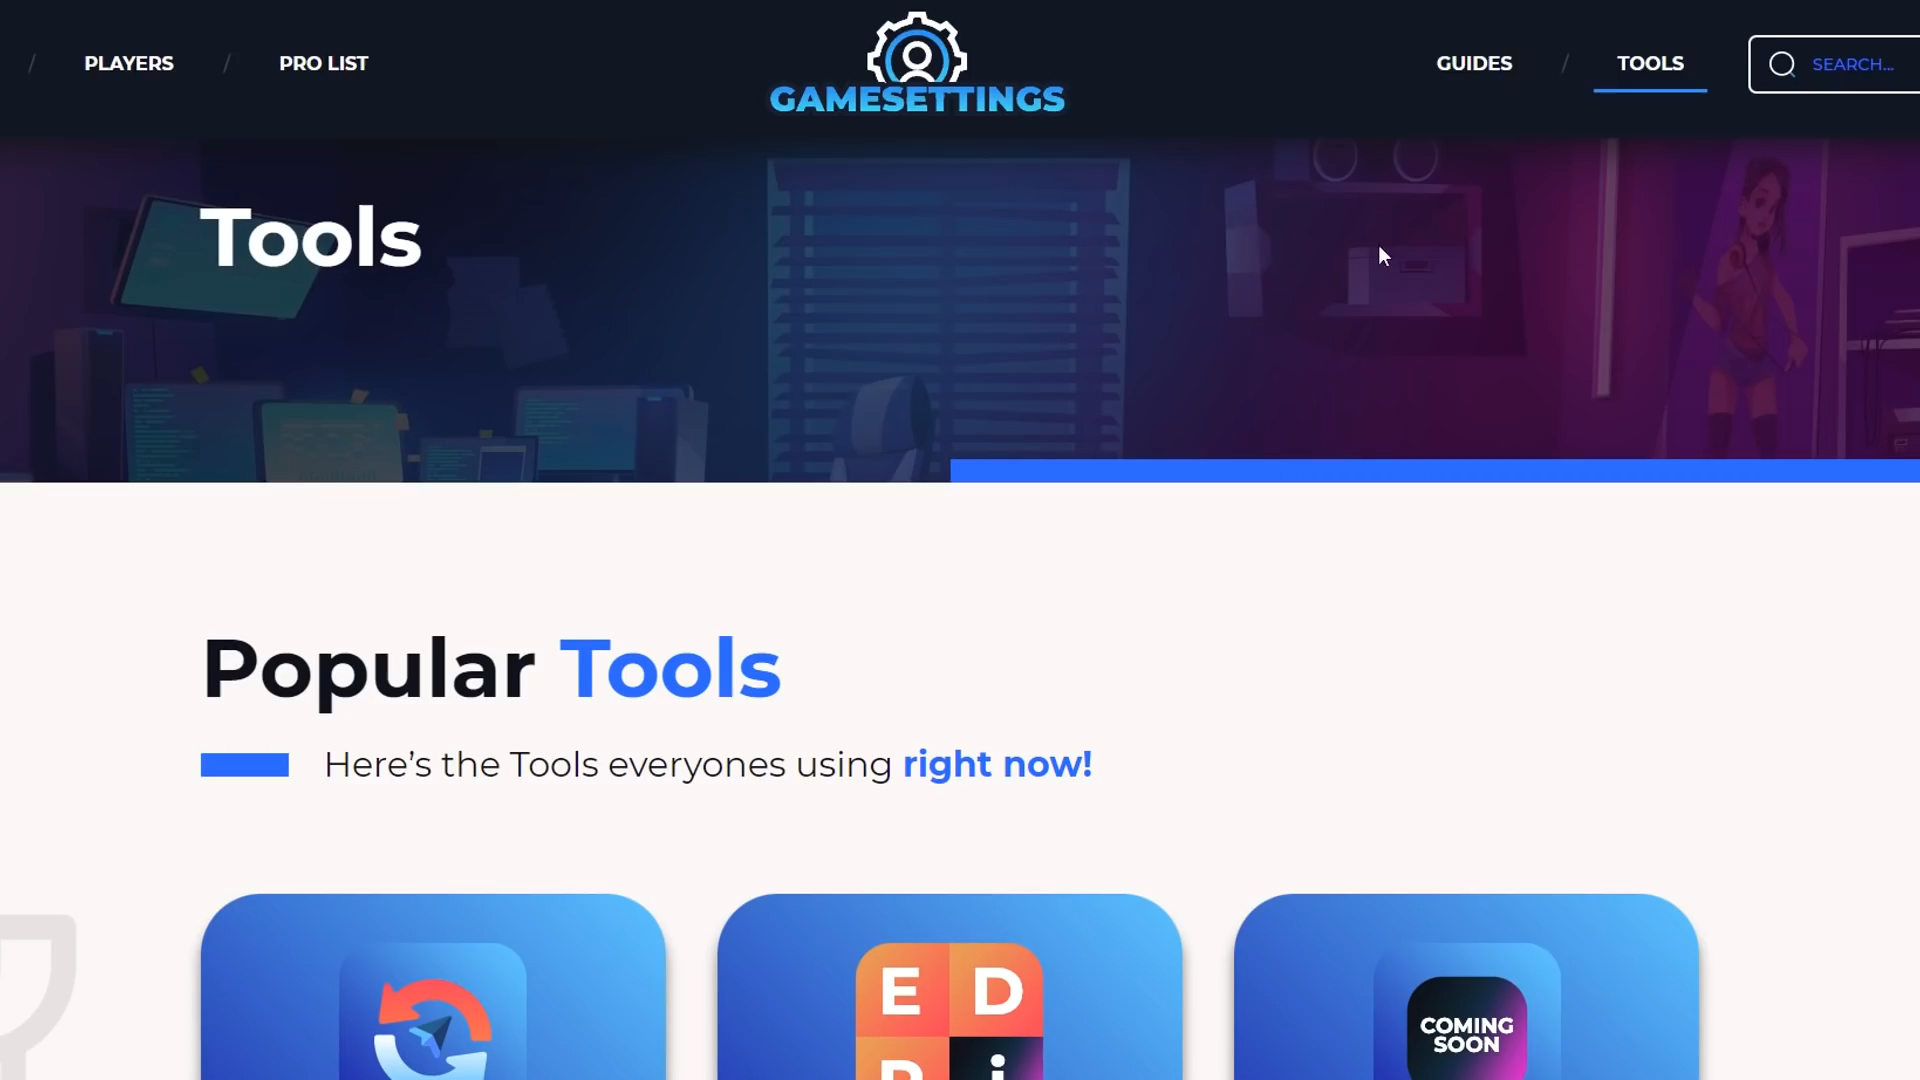 / PLAYERS / PRO LIST
GAMESETTINGS
GUIDES / TOOLS
SEARCH...
Tools
Popular Tools
Here's the Tools everyones using right now!
E D
P i
COMING
SOON